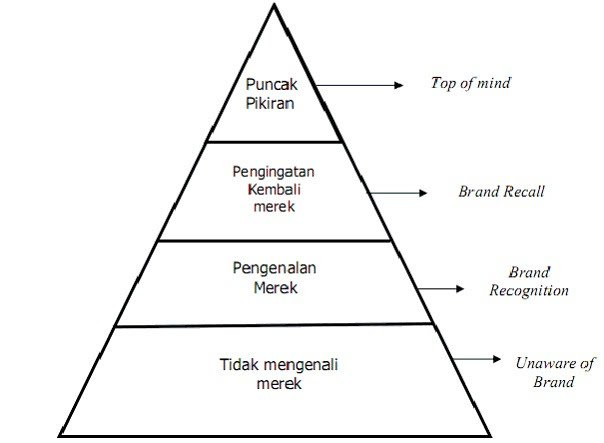 Puncak
Pikiran
Top of mind
Pengingatan
Kembali
merek
Brand Recall
Pengenalan
Merek
Brand
Recognition
Tidak mengenali
merek
Unaware of
Brand